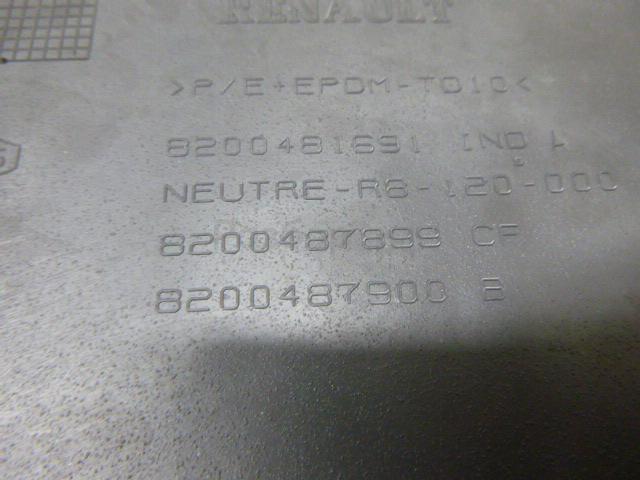 RENAULT
>P/E+EPDM-TD10<
8200481691 IND A
NEUTRE-R8-120-000
8200487899 CF
8200487900 B